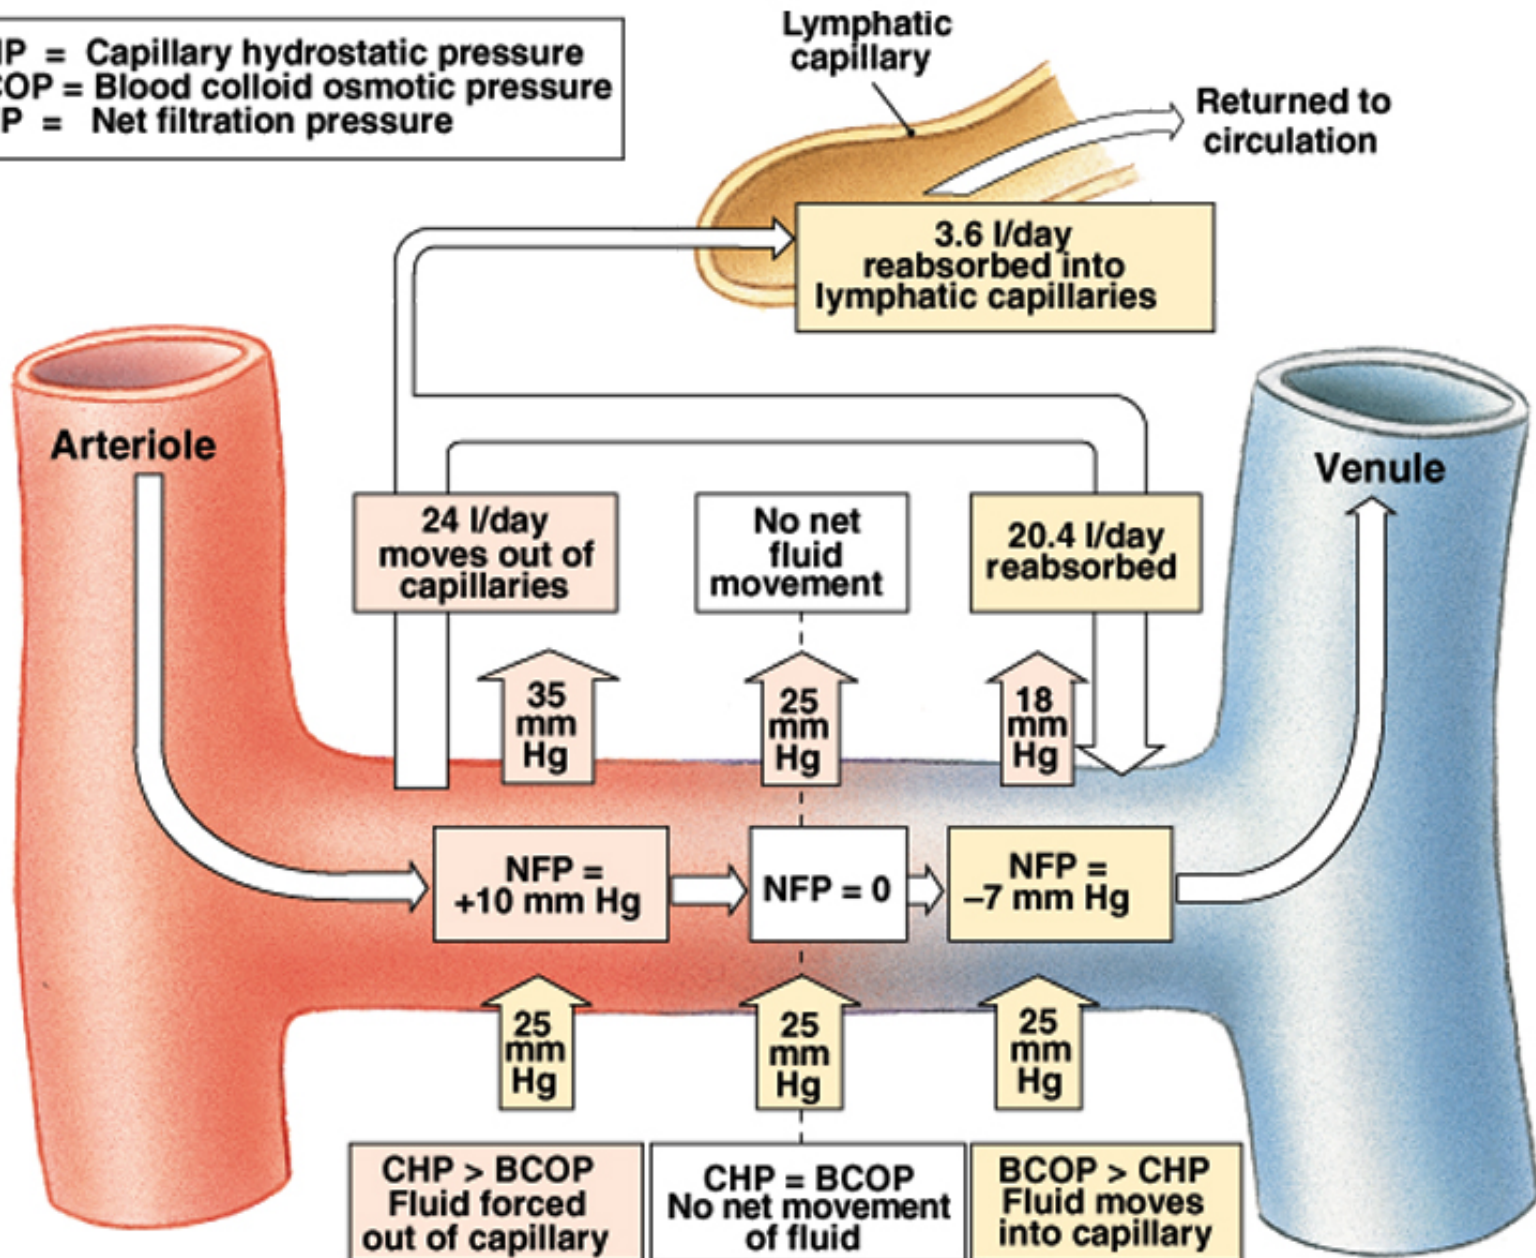 HP = Capillary hydrostatic pressure
COP = Blood colloid osmotic pressure
P = Net filtration pressure
Lymphatic
capillary
Returned to
circulation
3.6 l/day
reabsorbed into
lymphatic capillaries
Arteriole
Venule
24 l/day
moves out of
capillaries
No net
fluid
movement
20.4 l/day
reabsorbed
35
mm
Hg
25
mm
Hg
18
mm
Hg
NFP =
+10 mm Hg
NFP = 0
NFP =
–7 mm Hg
25
mm
Hg
25
mm
Hg
25
mm
Hg
CHP > BCOP
Fluid forced
out of capillary
CHP = BCOP
No net movement
of fluid
BCOP > CHP
Fluid moves
into capillary